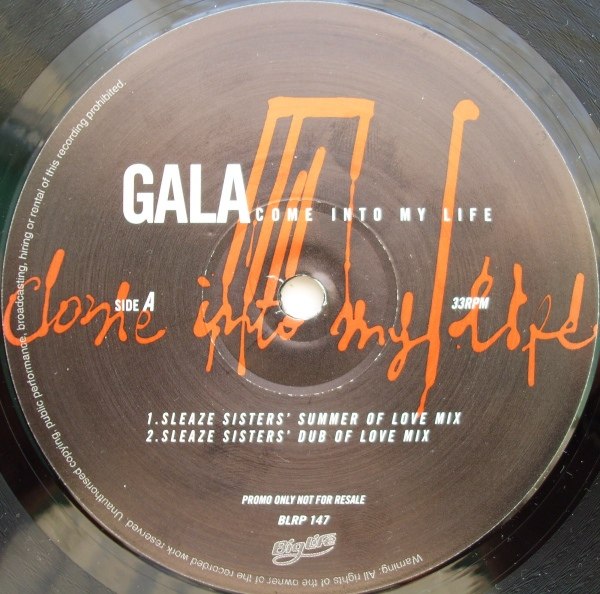 GALA COME INTO MY LIFE
Come into my life
SIDE A
33RPM
1.SLEAZE SISTERS' SUMMER OF LOVE MIX
2.SLEAZE SISTERS' DUB OF LOVE MIX
PROMO ONLY NOT FOR RESALE
BLRP 147
Big Life
Warning: All rights of the owner of the recorded work reserved. Unauthorised copying, public performance, broadcasting, hiring or rental of this recording prohibited.